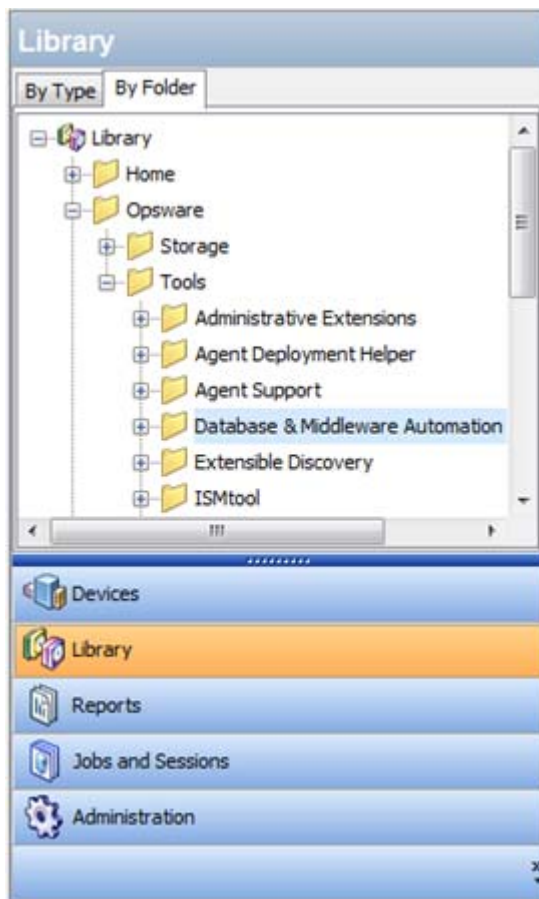 Library
By Type By Folder
Library
Home
Opsware
Storage
Tools
Administrative Extensions
Agent Deployment Helper
Agent Support
Database & Middleware Automation
Extensible Discovery
ISMtool
Devices
Library
Reports
Jobs and Sessions
Administration